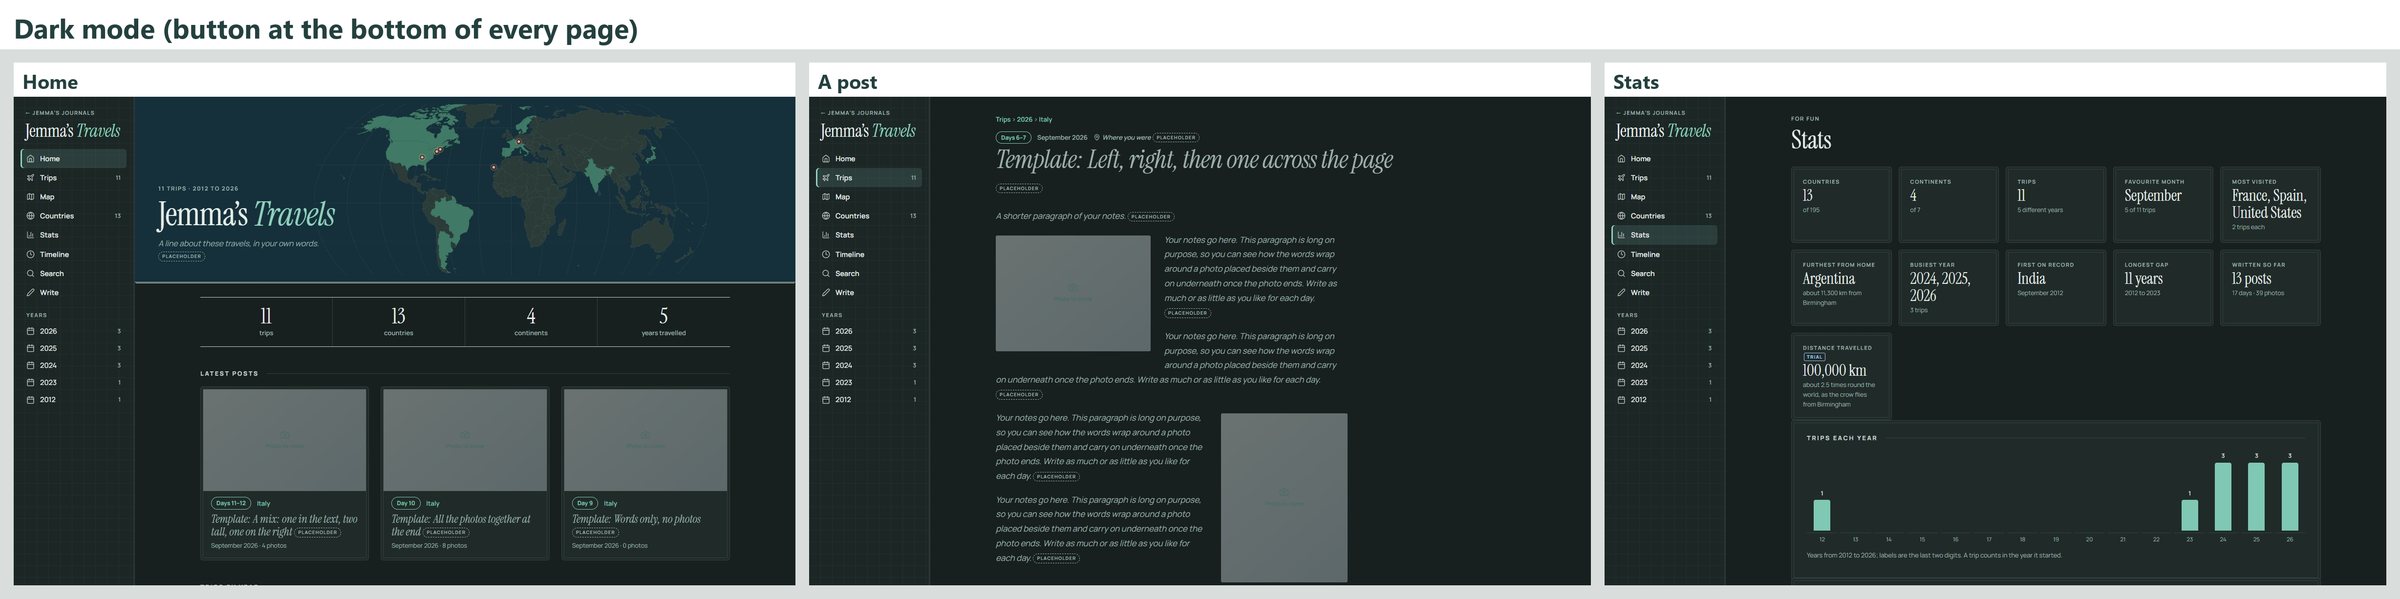 Dark mode (button at the bottom of every page)
Home
← JEMMA'S JOURNALS
Jemma's Travels
Home
Trips 11
Map
Countries 13
Stats
Timeline
Search
Write
YEARS
2026 3
2025 3
2024 3
2023 1
2012 1
11 TRIPS · 2012 TO 2026
Jemma's Travels
A line about these travels, in your own words.
PLACEHOLDER
11
trips
13
countries
4
continents
5
years travelled
LATEST POSTS
Days 11–12 Italy
Template: A mix: one in the text, two
tall, one on the right PLACEHOLDER
September 2026 · 4 photos
Day 10 Italy
Template: All the photos together at
the end PLACEHOLDER
September 2026 · 8 photos
Day 9 Italy
Template: Words only, no photos
PLACEHOLDER
September 2026 · 0 photos
A post
← JEMMA'S JOURNALS
Jemma's Travels
Home
Trips 11
Map
Countries 13
Stats
Timeline
Search
Write
YEARS
2026 3
2025 3
2024 3
2023 1
2012 1
Trips › 2026 › Italy
Days 6–7 September 2026 Where you were PLACEHOLDER
Template: Left, right, then one across the page
PLACEHOLDER
A shorter paragraph of your notes. PLACEHOLDER
Your notes go here. This paragraph is long on
purpose, so you can see how the words wrap
around a photo placed beside them and carry
on underneath once the photo ends. Write as
much or as little as you like for each day.
PLACEHOLDER
Your notes go here. This paragraph is long on
purpose, so you can see how the words wrap
around a photo placed beside them and carry
on underneath once the photo ends. Write as much or as little as you like for each day.
PLACEHOLDER
Your notes go here. This paragraph is long on purpose,
so you can see how the words wrap around a photo
placed beside them and carry on underneath once the
photo ends. Write as much or as little as you like for
each day. PLACEHOLDER
Your notes go here. This paragraph is long on purpose,
so you can see how the words wrap around a photo
placed beside them and carry on underneath once the
photo ends. Write as much or as little as you like for
each day. PLACEHOLDER
Stats
← JEMMA'S JOURNALS
Jemma's Travels
Home
Trips 11
Map
Countries 13
Stats
Timeline
Search
Write
YEARS
2026 3
2025 3
2024 3
2023 1
2012 1
FOR FUN
Stats
COUNTRIES
13
of 195
CONTINENTS
4
of 7
TRIPS
11
5 different years
FAVOURITE MONTH
September
5 of 11 trips
MOST VISITED
France, Spain,
United States
2 trips each
FURTHEST FROM HOME
Argentina
about 11,300 km from
Birmingham
BUSIEST YEAR
2024, 2025,
2026
3 trips
FIRST ON RECORD
India
September 2012
LONGEST GAP
11 years
2012 to 2023
WRITTEN SO FAR
13 posts
17 days · 39 photos
DISTANCE TRAVELLED
TRIAL
100,000 km
about 2.5 times round the
world, as the crow flies
from Birmingham
TRIPS EACH YEAR
1 1 3 3 3
12 13 14 15 16 17 18 19 20 21 22 23 24 25 26
Years from 2012 to 2026; labels are the last two digits. A trip counts in the year it started.